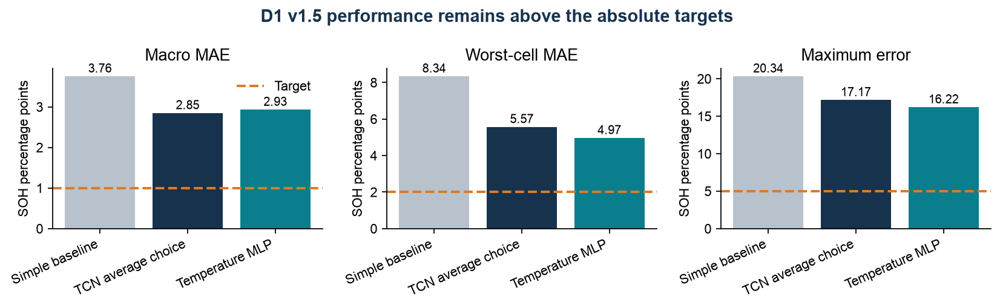 D1 v1.5 performance remains above the absolute targets
Macro MAE
SOH percentage points
3
2
1
0
3.76
2.85
2.93
Target
Simple baseline
TCN average choice
Temperature MLP
Worst-cell MAE
SOH percentage points
8
6
4
2
0
8.34
5.57
4.97
Simple baseline
TCN average choice
Temperature MLP
Maximum error
SOH percentage points
20
15
10
5
0
20.34
17.17
16.22
Simple baseline
TCN average choice
Temperature MLP